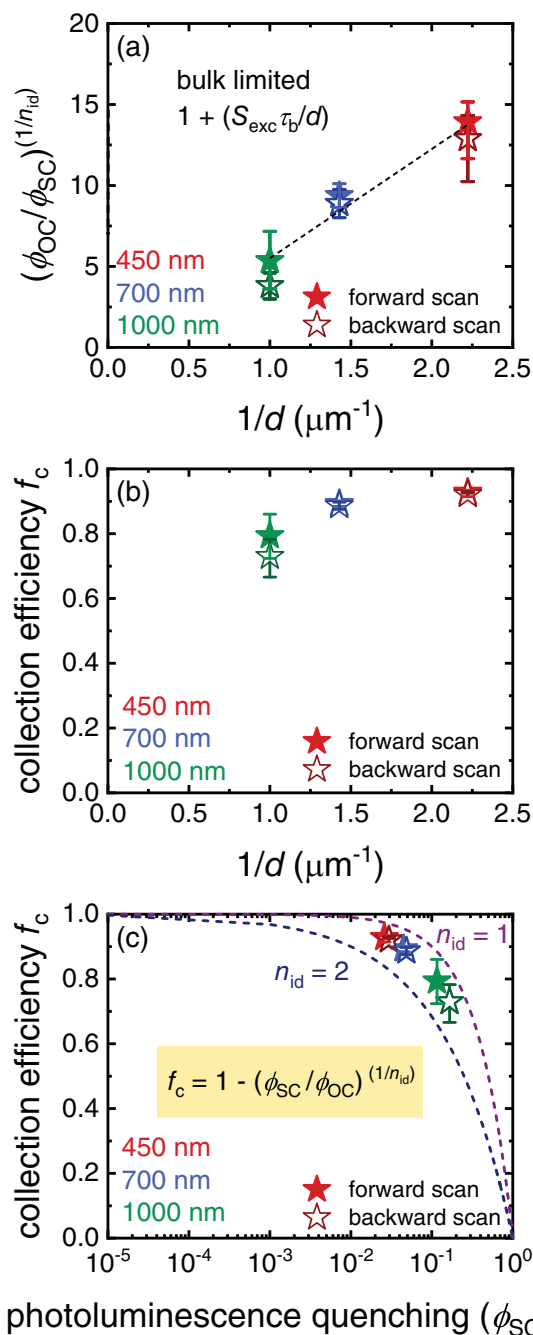 (a)
bulk limited
1 + (S_exc τ_b/d)
(ϕ_OC/ϕ_SC)^(1/n_id)
20
15
10
5
0
450 nm
700 nm
1000 nm
forward scan
backward scan
0.0 0.5 1.0 1.5 2.0 2.5
1/d (μm⁻¹)
(b)
collection efficiency f_c
1.0
0.8
0.6
0.4
0.2
0.0
450 nm
700 nm
1000 nm
forward scan
backward scan
0.0 0.5 1.0 1.5 2.0 2.5
1/d (μm⁻¹)
(c)
n_id = 1
n_id = 2
collection efficiency f_c
1.0
0.8
0.6
0.4
0.2
0.0
f_c = 1 - (ϕ_SC/ϕ_OC)^(1/n_id)
450 nm
700 nm
1000 nm
forward scan
backward scan
10⁻⁵ 10⁻⁴ 10⁻³ 10⁻² 10⁻¹ 10⁰
photoluminescence quenching (ϕ_SC